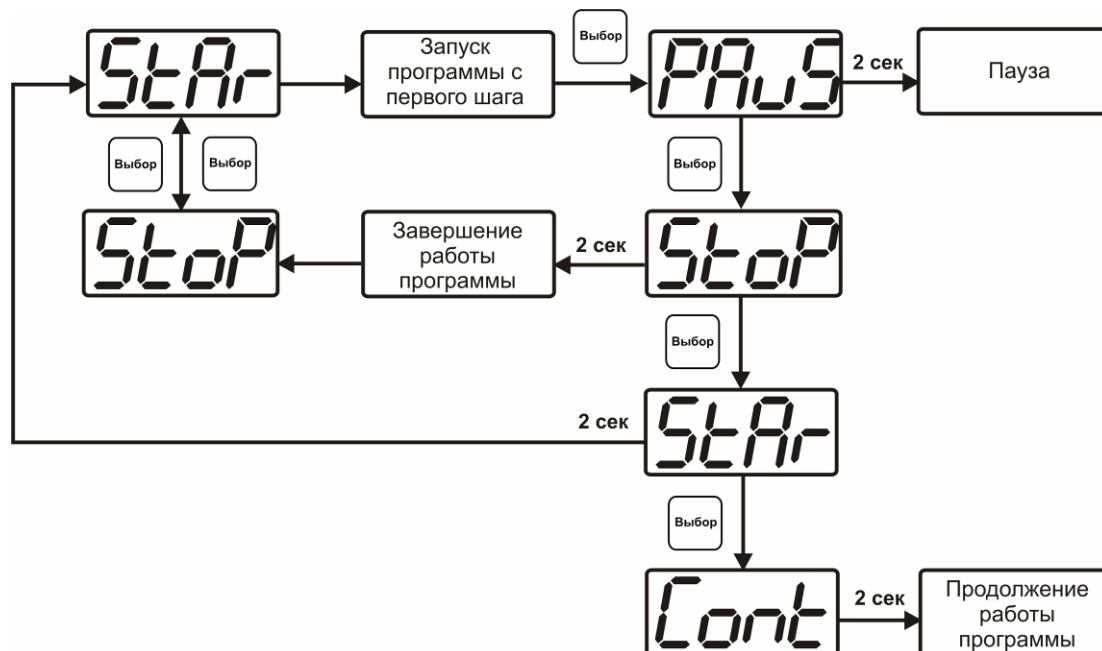 StAr
Запуск
программы с
первого шага
Выбор
PAuS
2 сек
Пауза
Выбор
Выбор
Выбор
StoP
Завершение
работы
программы
2 сек
StoP
Выбор
2 сек
StAr
Выбор
Cont
2 сек
Продолжение
работы
программы